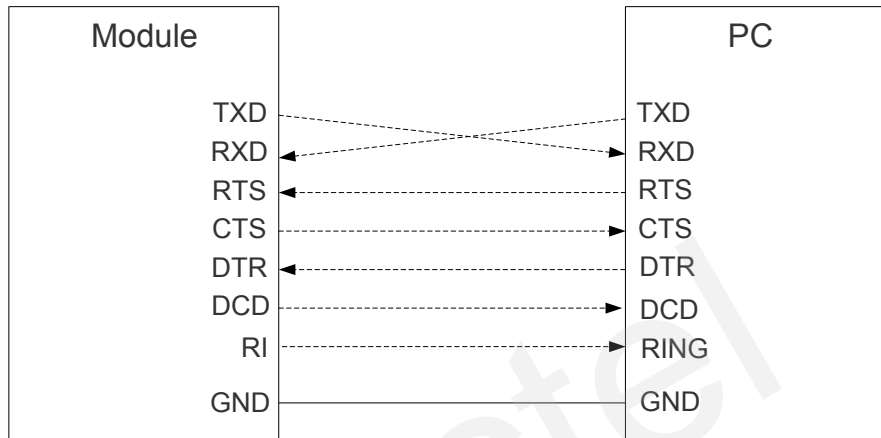 Module
PC
TXD
TXD
RXD
RXD
RTS
RTS
CTS
CTS
DTR
DTR
DCD
DCD
RI
RING
GND
GND